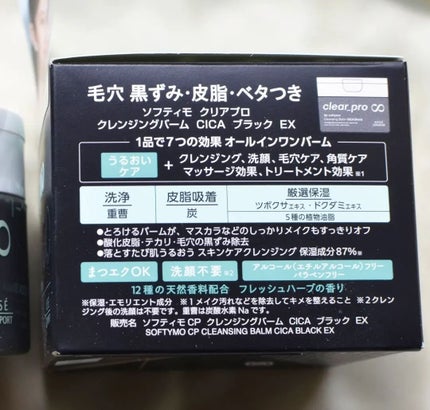 毛穴 黒ずみ・皮脂・ベタつき
clear_pro
ソフティモ クリアプロ
クレンジングバーム CICA ブラック EX
1品で7つの効果 オールインワンバーム
うるおいケア + クレンジング、洗顔、毛穴ケア、角質ケア
マッサージ効果、トリートメント効果※1
洗浄 皮脂吸着 厳選保湿
重曹 炭 ツボクサエキス・ドクダミエキス
5種の植物油脂
●とろけるバームが、マスカラなどのしっかりメイクもすっきりオフ
●酸化皮脂・テカリ・毛穴の黒ずみ除去
●落とすたび肌うるおう スキンケアクレンジング 保湿成分87%※
まつエクOK 洗顔不要※2 アルコール(エチルアルコール)フリー
パラベンフリー
12種の天然香料配合 フレッシュハーブの香り
※保湿・エモリエント成分 ※1メイク汚れなどを除去してキメを整えること ※2クレン
ジング後の洗顔は不要です。重曹は炭酸水素Naです。
販売名 ソフティモ CP クレンジングバーム CICA ブラック EX
SOFTYMO CP CLEANSING BALM CICA BLACK EX